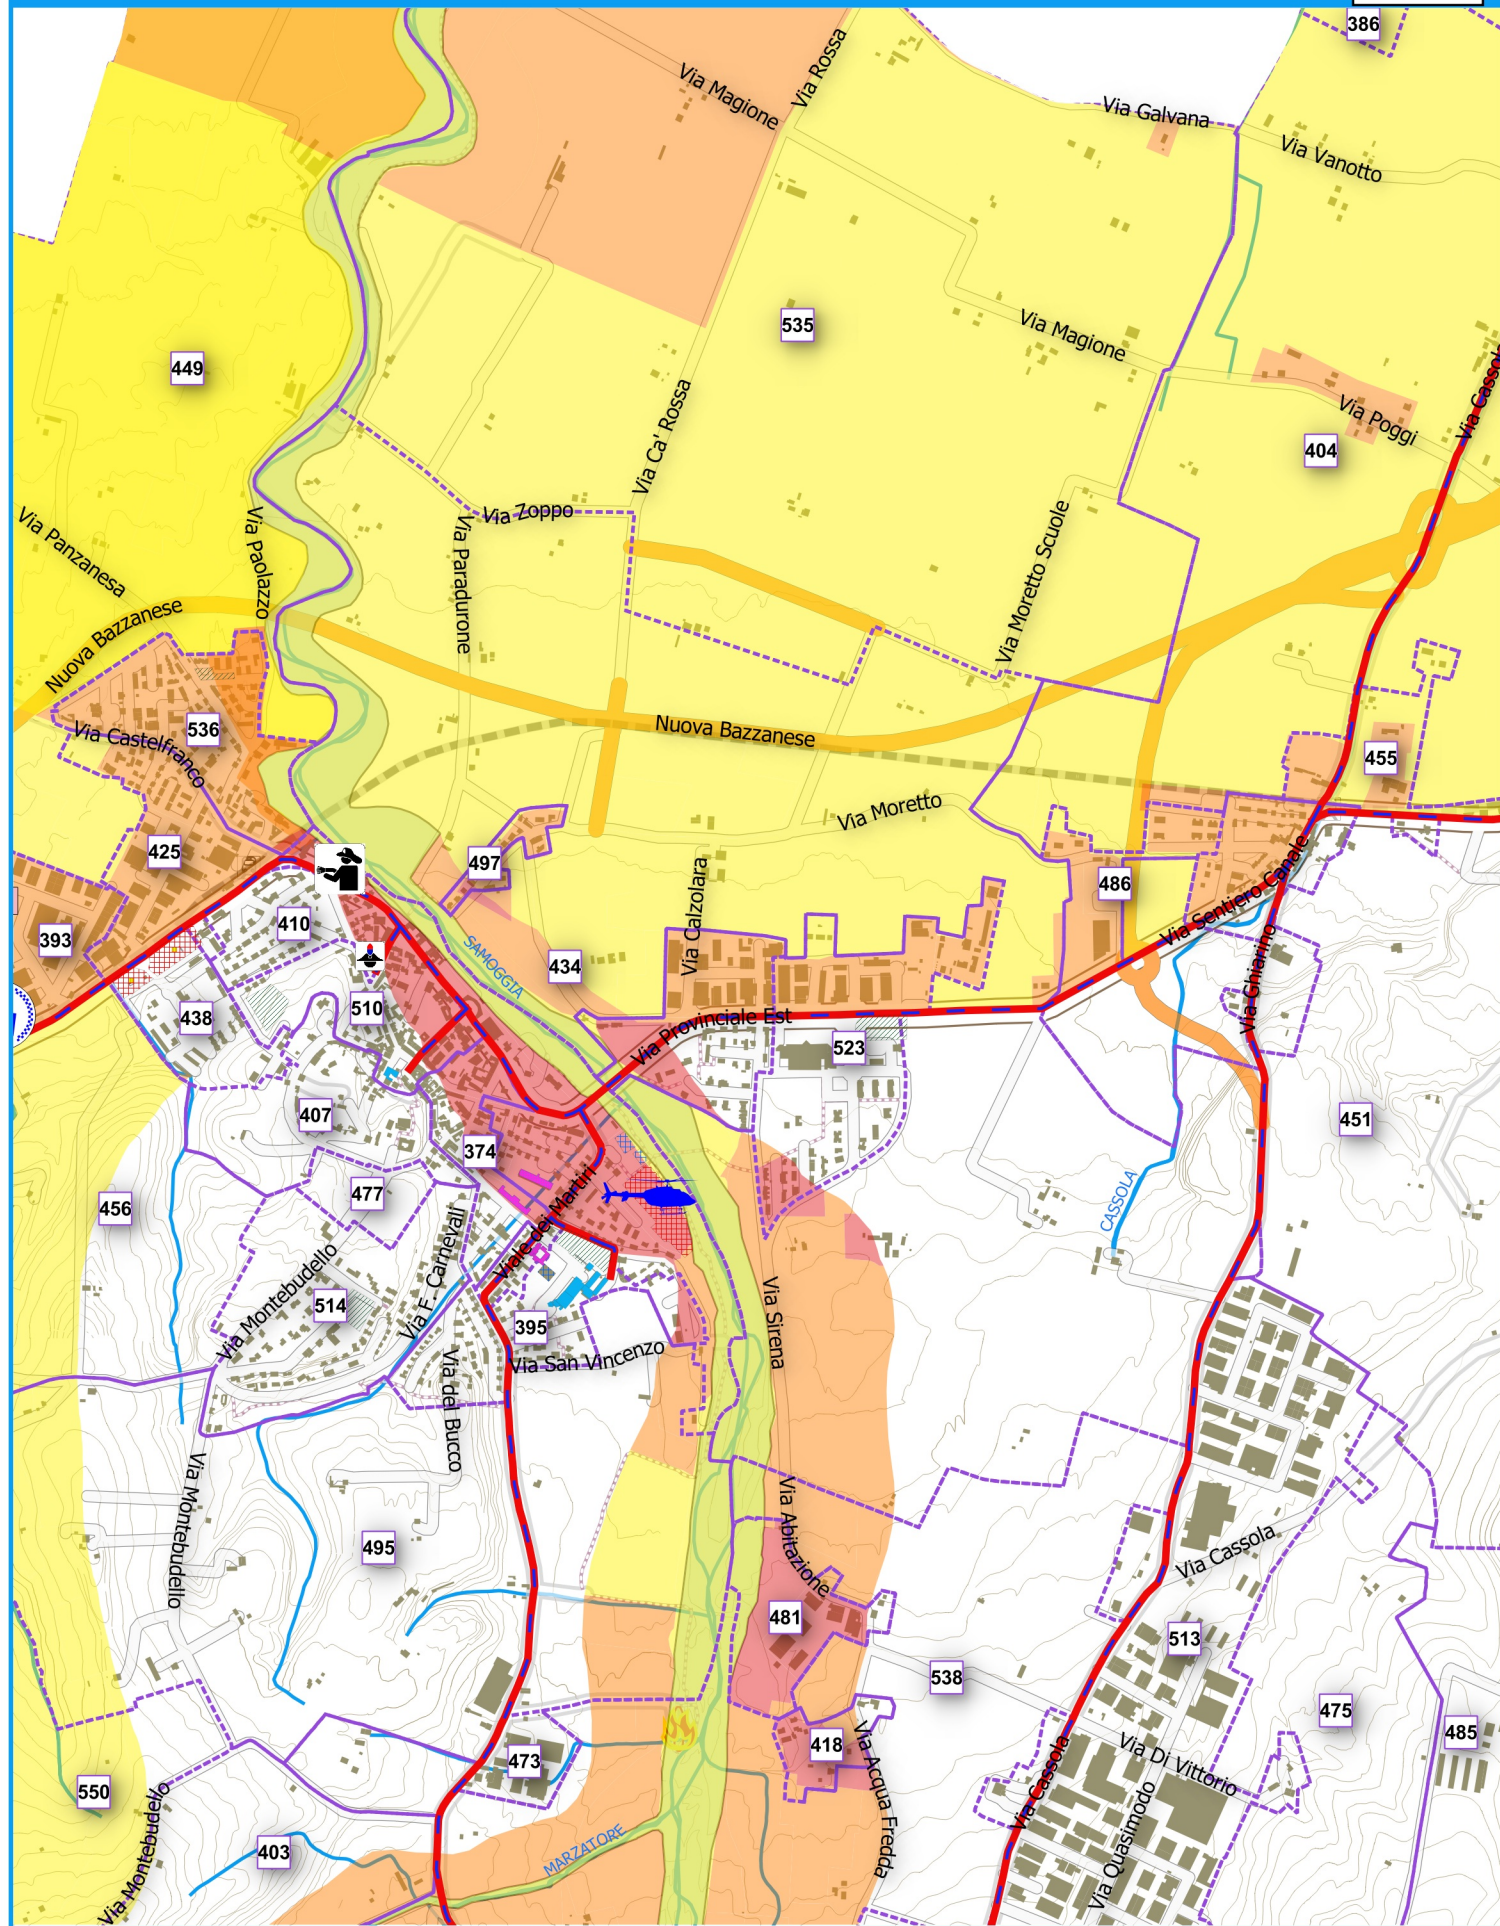 386
Via Magione
Via Rossa
Via Galvana
Via Vanotto
535
Via Magione
449
Via Ca' Rossa
Via Poggi
Via Cassola
404
Via Panzanesa
Via Paolazzo
Via Zoppo
Via Paradurone
Via Moretto Scuole
Nuova Bazzanese
536
Via Castelfranco
Nuova Bazzanese
455
Via Moretto
425
497
Via Calzolara
486
Via Sentiero Canale
410
393
SAMOGGIA
434
Via Ghiarino
510
438
Via Provinciale Est
523
407
451
374
477
456
Viale dei Martiri
CASSOLA
Via F. Carnevali
Via Montebudello
514
395
Via Sirena
Via San Vincenzo
Via del Bucco
Via Montebudello
Via Abitazione
495
Via Cassola
481
513
538
475
485
418
473
Via Di Vittorio
Via Acqua Fredda
Via Cassola
550
Via Montebudello
403
MARZATORE
Via Quasimodo